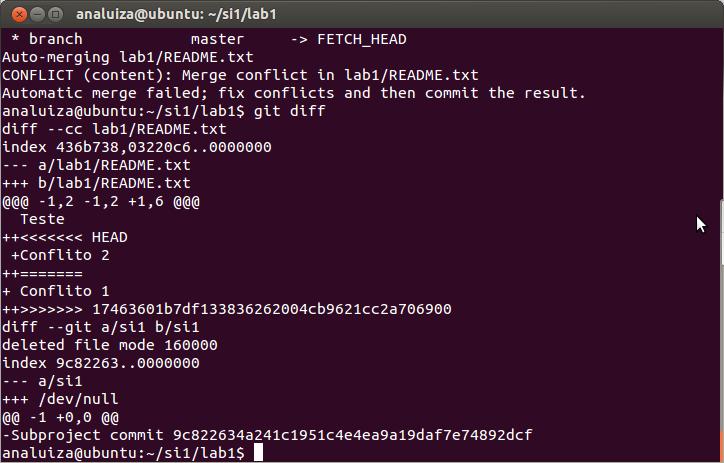 analuiza@ubuntu: ~/si1/lab1
 * branch            master     -> FETCH_HEAD
Auto-merging lab1/README.txt
CONFLICT (content): Merge conflict in lab1/README.txt
Automatic merge failed; fix conflicts and then commit the result.
analuiza@ubuntu:~/si1/lab1$ git diff
diff --cc lab1/README.txt
index 436b738,03220c6..0000000
--- a/lab1/README.txt
+++ b/lab1/README.txt
@@@ -1,2 -1,2 +1,6 @@@
  Teste
++<<<<<<< HEAD
 +Conflito 2
++=======
+ Conflito 1
++>>>>>>> 17463601b7df133836262004cb9621cc2a706900
diff --git a/si1 b/si1
deleted file mode 160000
index 9c82263..0000000
--- a/si1
+++ /dev/null
@@ -1 +0,0 @@
-Subproject commit 9c822634a241c1951c4e4ea9a19daf7e74892dcf
analuiza@ubuntu:~/si1/lab1$